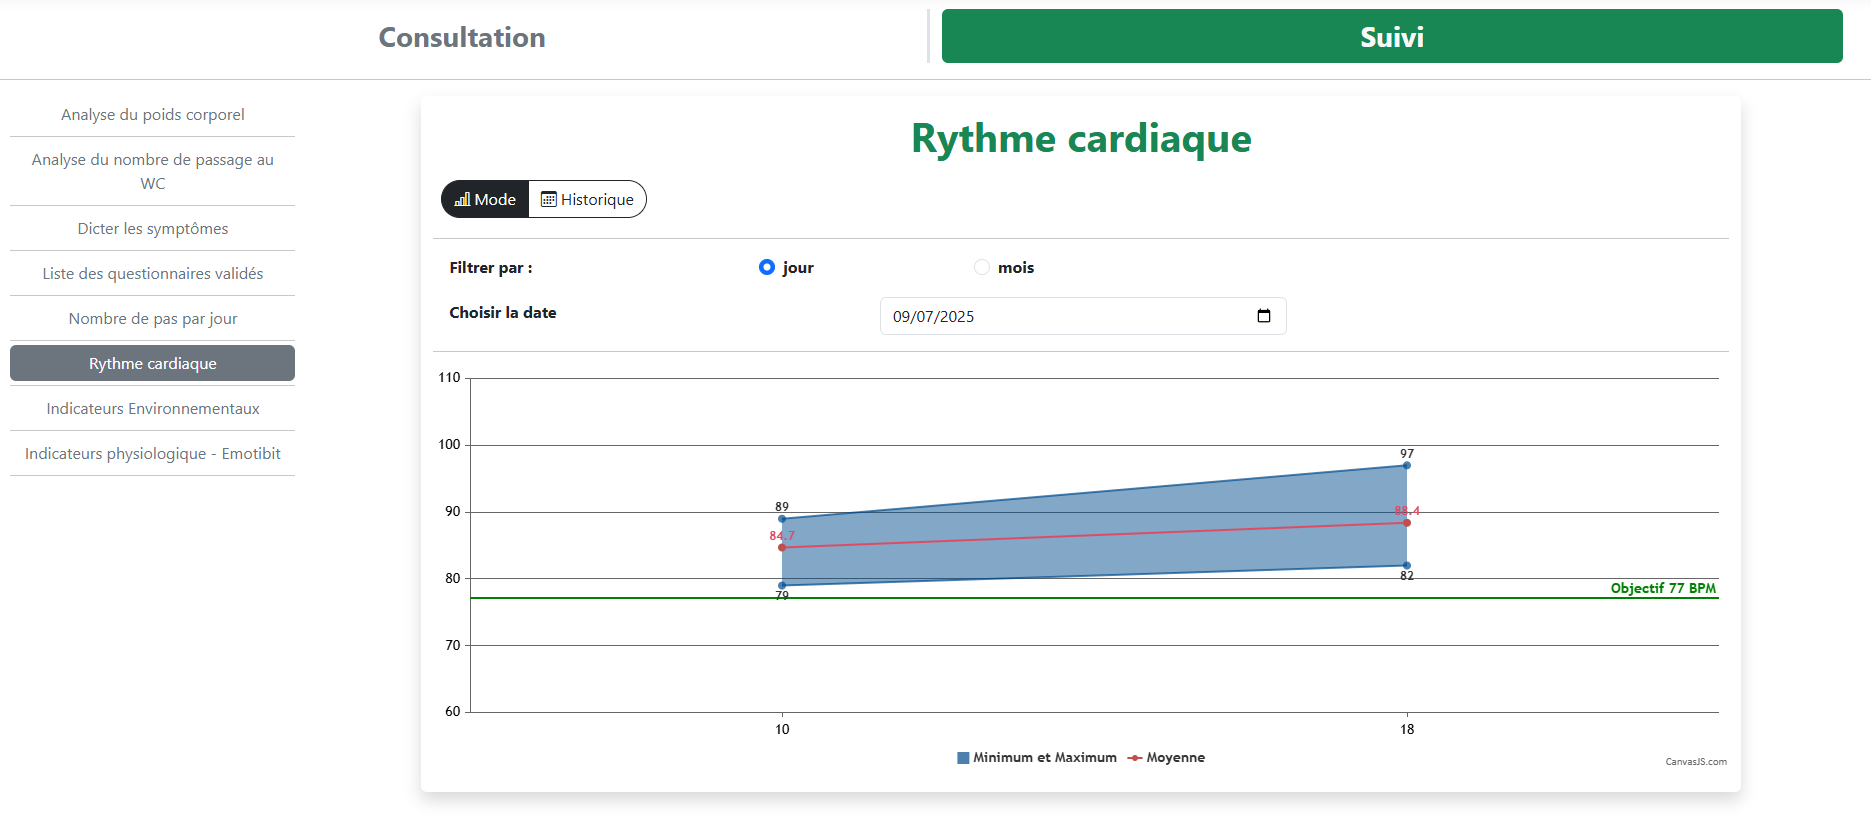 Consultation
Suivi
Analyse du poids corporel
Analyse du nombre de passage au
WC
Dicter les symptômes
Liste des questionnaires validés
Nombre de pas par jour
Rythme cardiaque
Indicateurs Environnementaux
Indicateurs physiologique - Emotibit
Rythme cardiaque
Mode
Historique
Filtrer par :
jour
mois
Choisir la date
09/07/2025
110
100
90
80
70
60
97
89
88.4
84.7
82
79
Objectif 77 BPM
10
18
Minimum et Maximum
Moyenne
CanvasJS.com